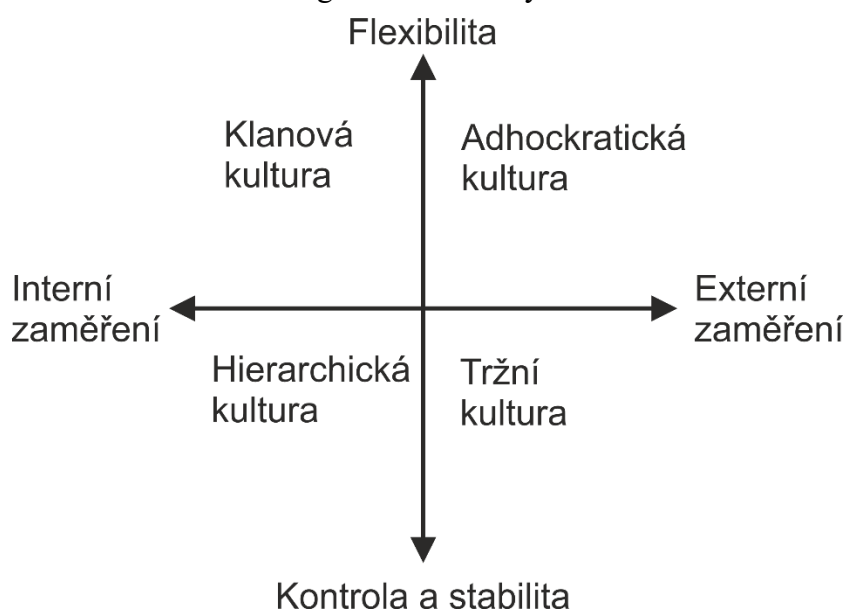 Flexibilita
Klanová
kultura
Adhockratická
kultura
Interní
zaměření
Externí
zaměření
Hierarchická
kultura
Tržní
kultura
Kontrola a stabilita